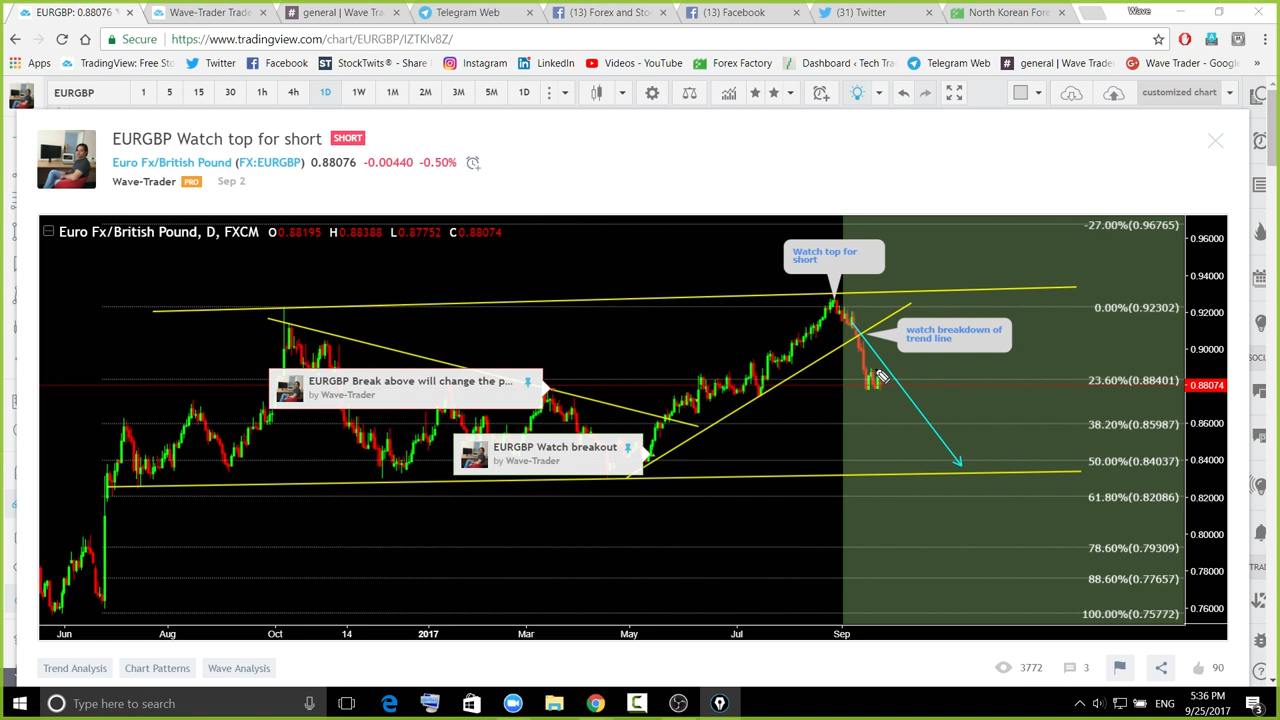 EURGBP: 0.88076
Wave-Trader Trade
general | Wave Tra
Telegram Web
(13) Forex and Sto
(13) Facebook
(31) Twitter
North Korean Fore
Wave
Secure
https://www.tradingview.com/chart/EURGBP/IZTKIv8Z/
Apps
TradingView: Free Sto
Twitter
Facebook
ST
StockTwits® - Share
Instagram
LinkedIn
Videos - YouTube
Forex Factory
Dashboard ‹ Tech Tra
Telegram Web
general | Wave Trade
Wave Trader - Google
»
EURGBP
1
5
15
30
1h
4h
1D
1W
1M
2M
3M
5M
1D
customized chart
EURGBP Watch top for short SHORT
Euro Fx/British Pound (FX:EURGBP) 0.88076 -0.00440 -0.50%
Wave-Trader PRO Sep 2
Euro Fx/British Pound, D, FXCM O0.88195 H0.88388 L0.87752 C0.88074
-27.00%(0.96765)
0.96000
Watch top for
short
0.94000
0.00%(0.92302)
0.92000
watch breakdown of
trend line
0.90000
EURGBP Break above will change the p...
by Wave-Trader
23.60%(0.88401)
0.88074
38.20%(0.85987)
0.86000
EURGBP Watch breakout
by Wave-Trader
50.00%(0.84037)
0.84000
61.80%(0.82086)
0.82000
0.80000
78.60%(0.79309)
0.78000
88.60%(0.77657)
0.76000
100.00%(0.75772)
Jun
Aug
Oct
14
2017
Mar
May
Jul
Sep
Trend Analysis
Chart Patterns
Wave Analysis
3772
3
90
TRAD
Type here to search
ENG
5:36 PM
9/25/2017
3